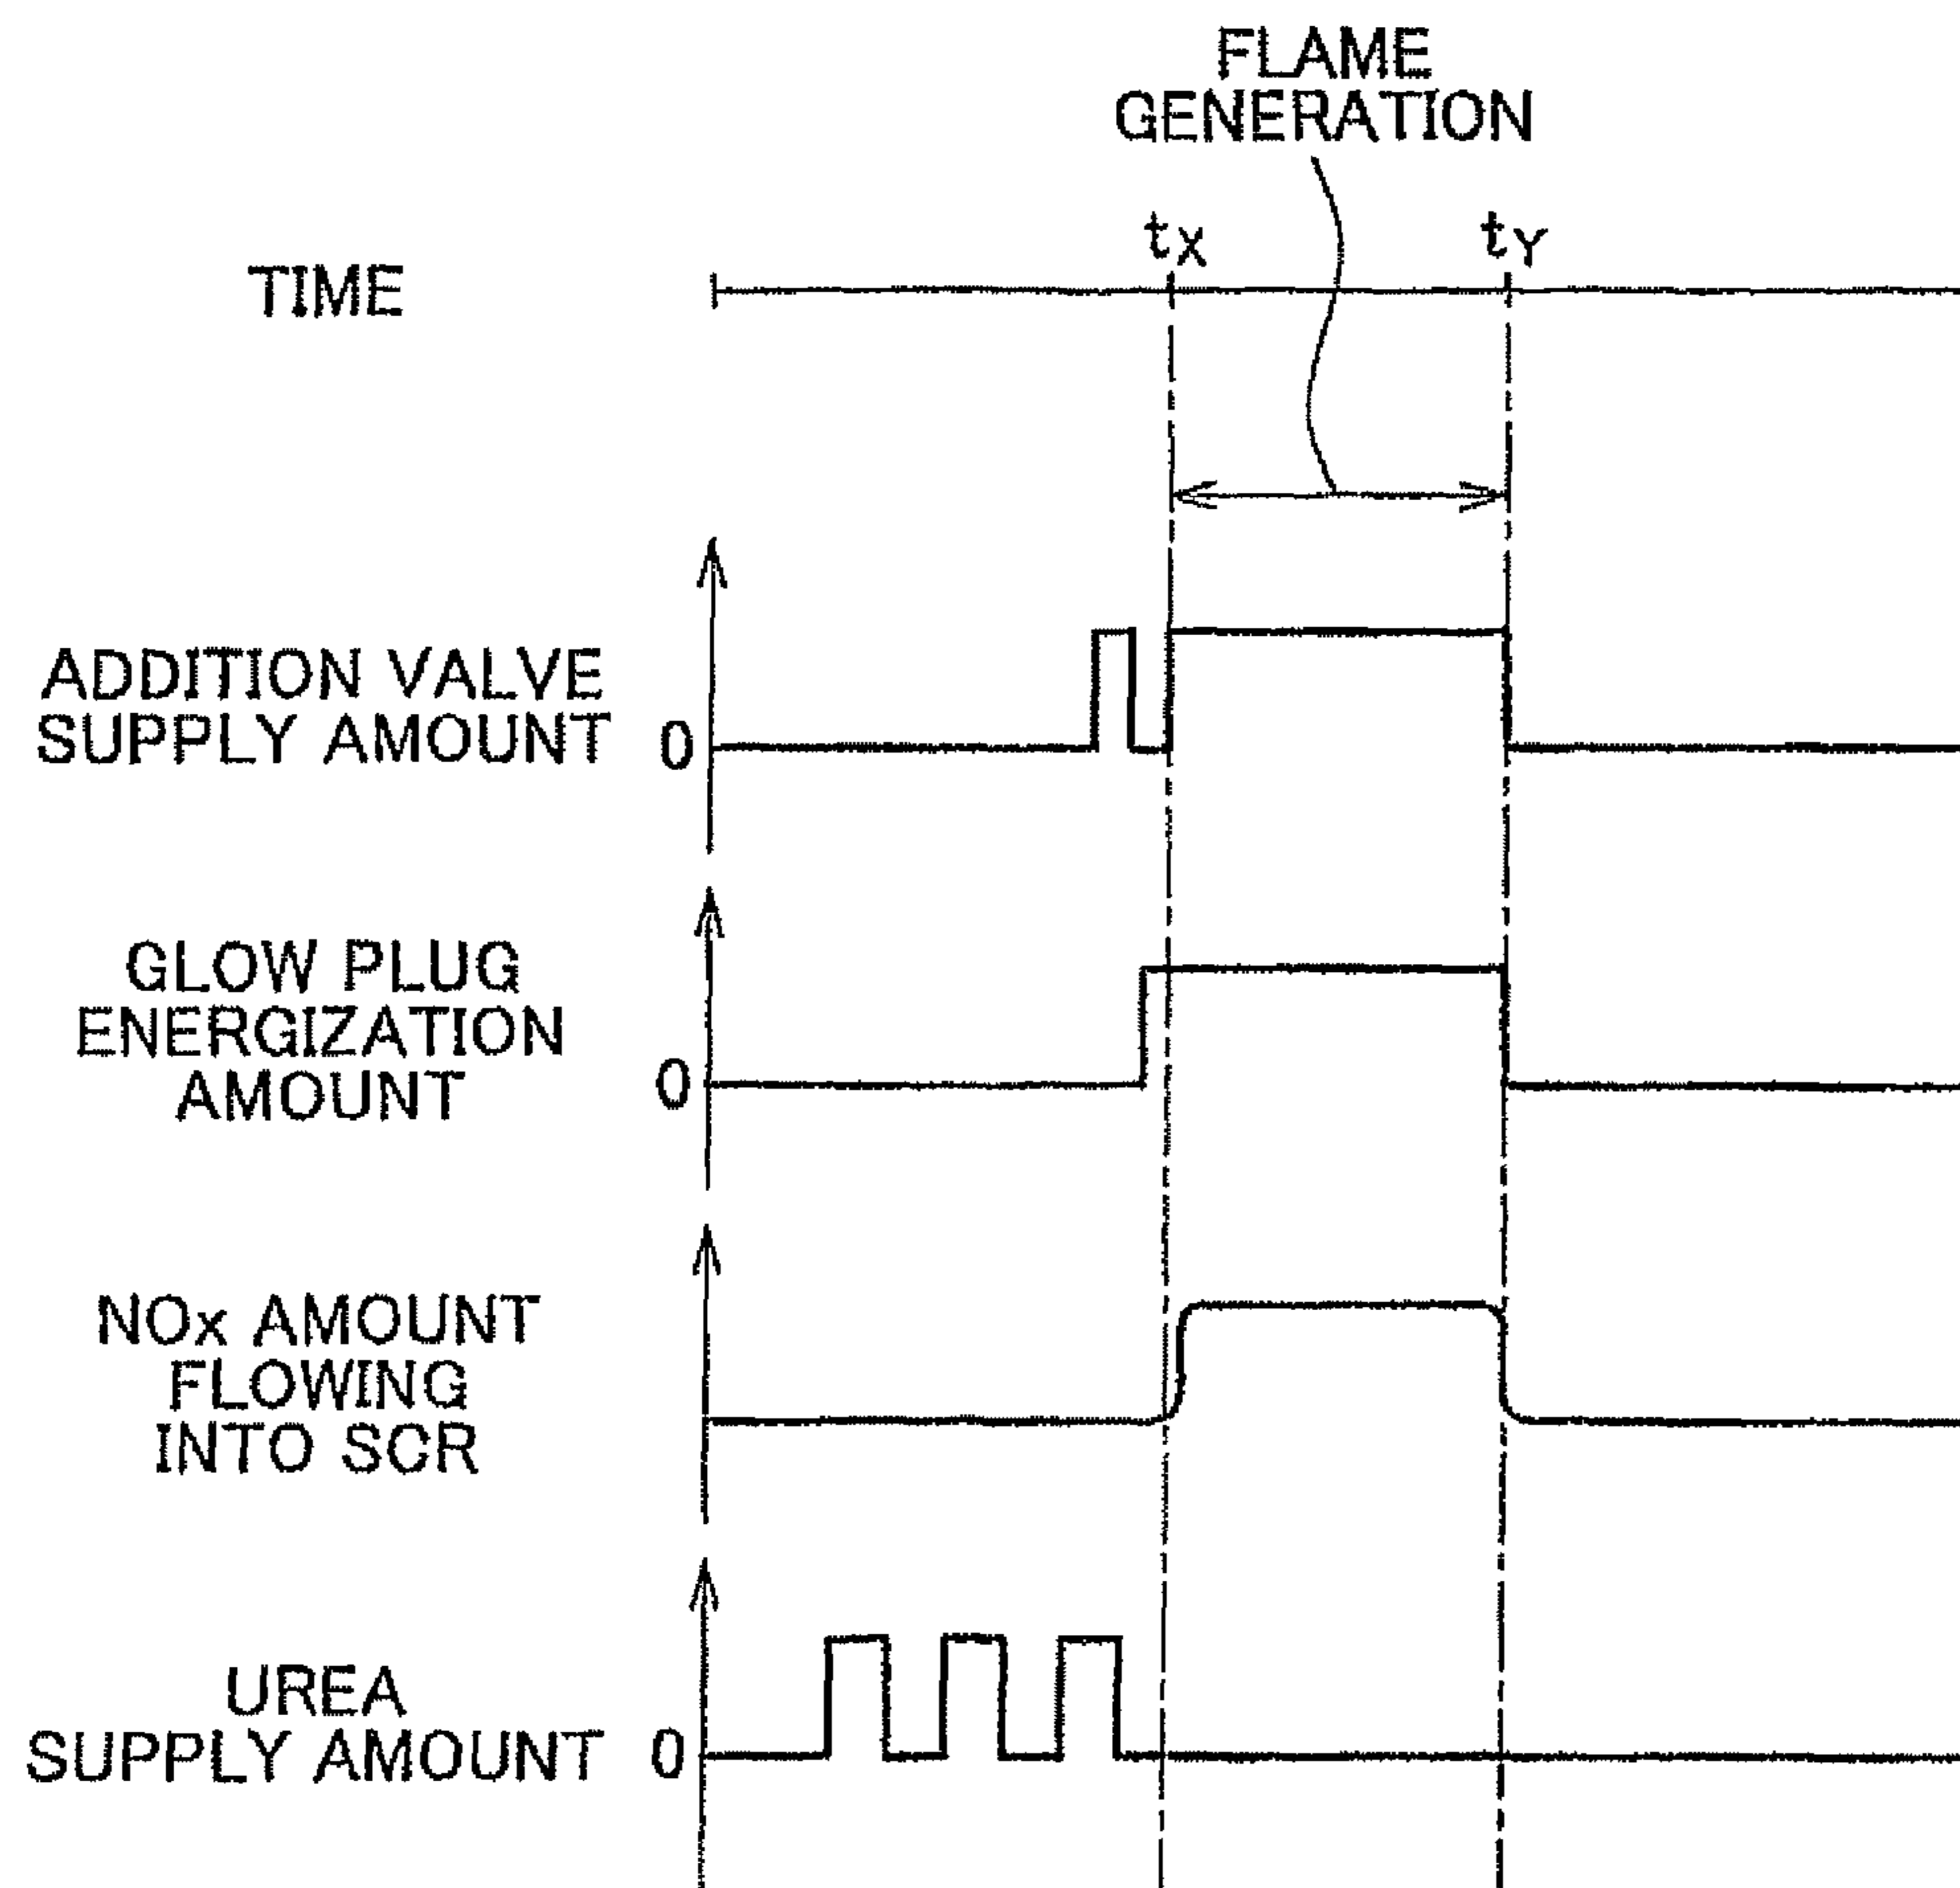 FLAME
GENERATION
tX
tY
TIME
ADDITION VALVE
SUPPLY AMOUNT
0
GLOW PLUG
ENERGIZATION
AMOUNT
0
NOx AMOUNT
FLOWING
INTO SCR
UREA
SUPPLY AMOUNT
0